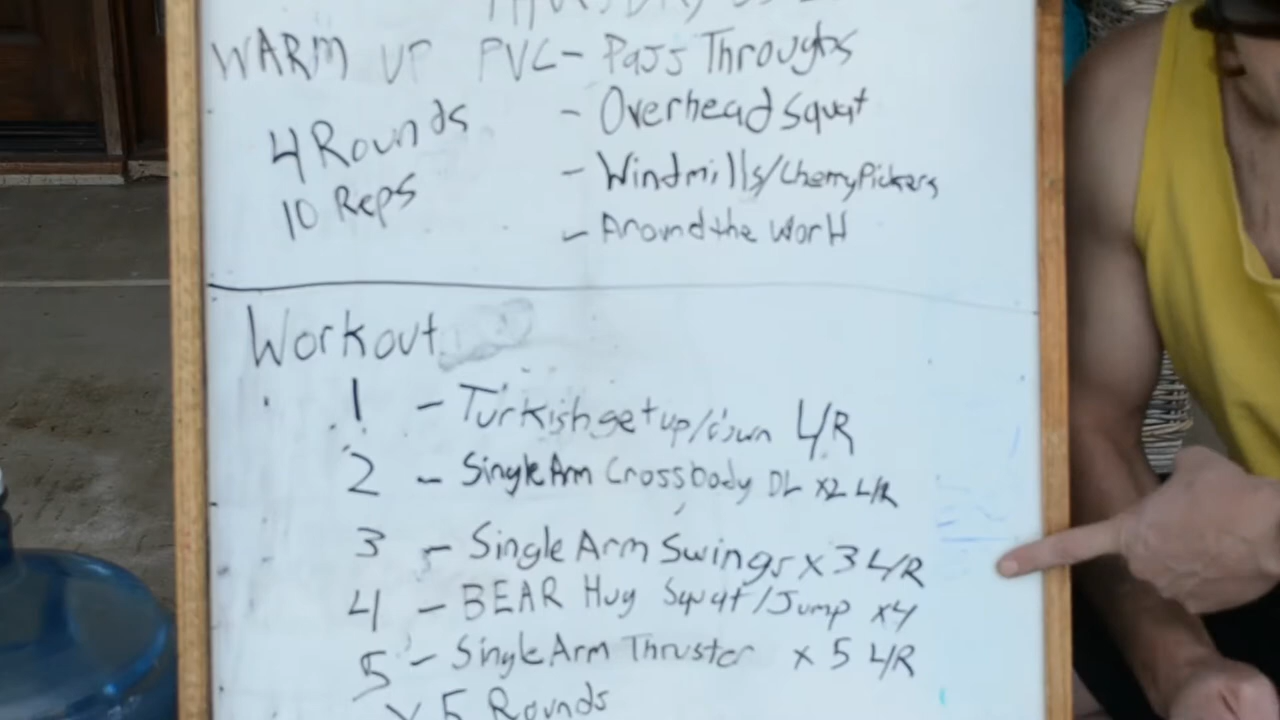 WARM UP PVC - Pass Throughs
4 Rounds - Overhead Squat
10 Reps - Windmills/Cherry Pickers
- Around the World
Workout
1 - Turkish get up/down L/R
2 - Single Arm Crossbody DL x2 L/R
3 - Single Arm Swings x 3 L/R
4 - BEAR Hug Squat/Jump x4
5 - Single Arm Thruster x 5 L/R
x 5 Rounds